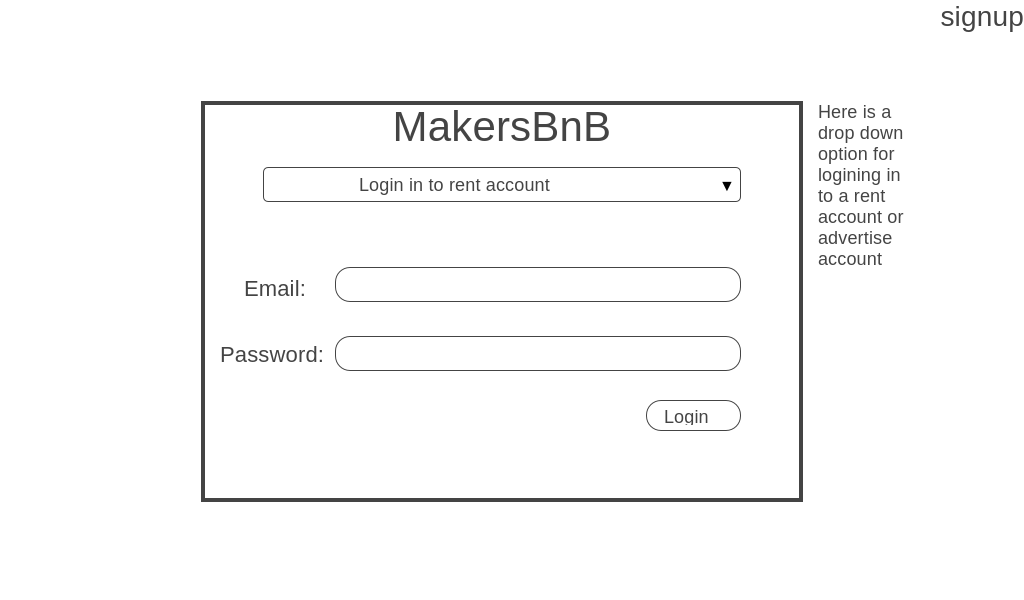 signup
MakersBnB
Login in to rent account
▼
Email:
Password:
Login
Here is a
drop down
option for
logining in
to a rent
account or
advertise
account